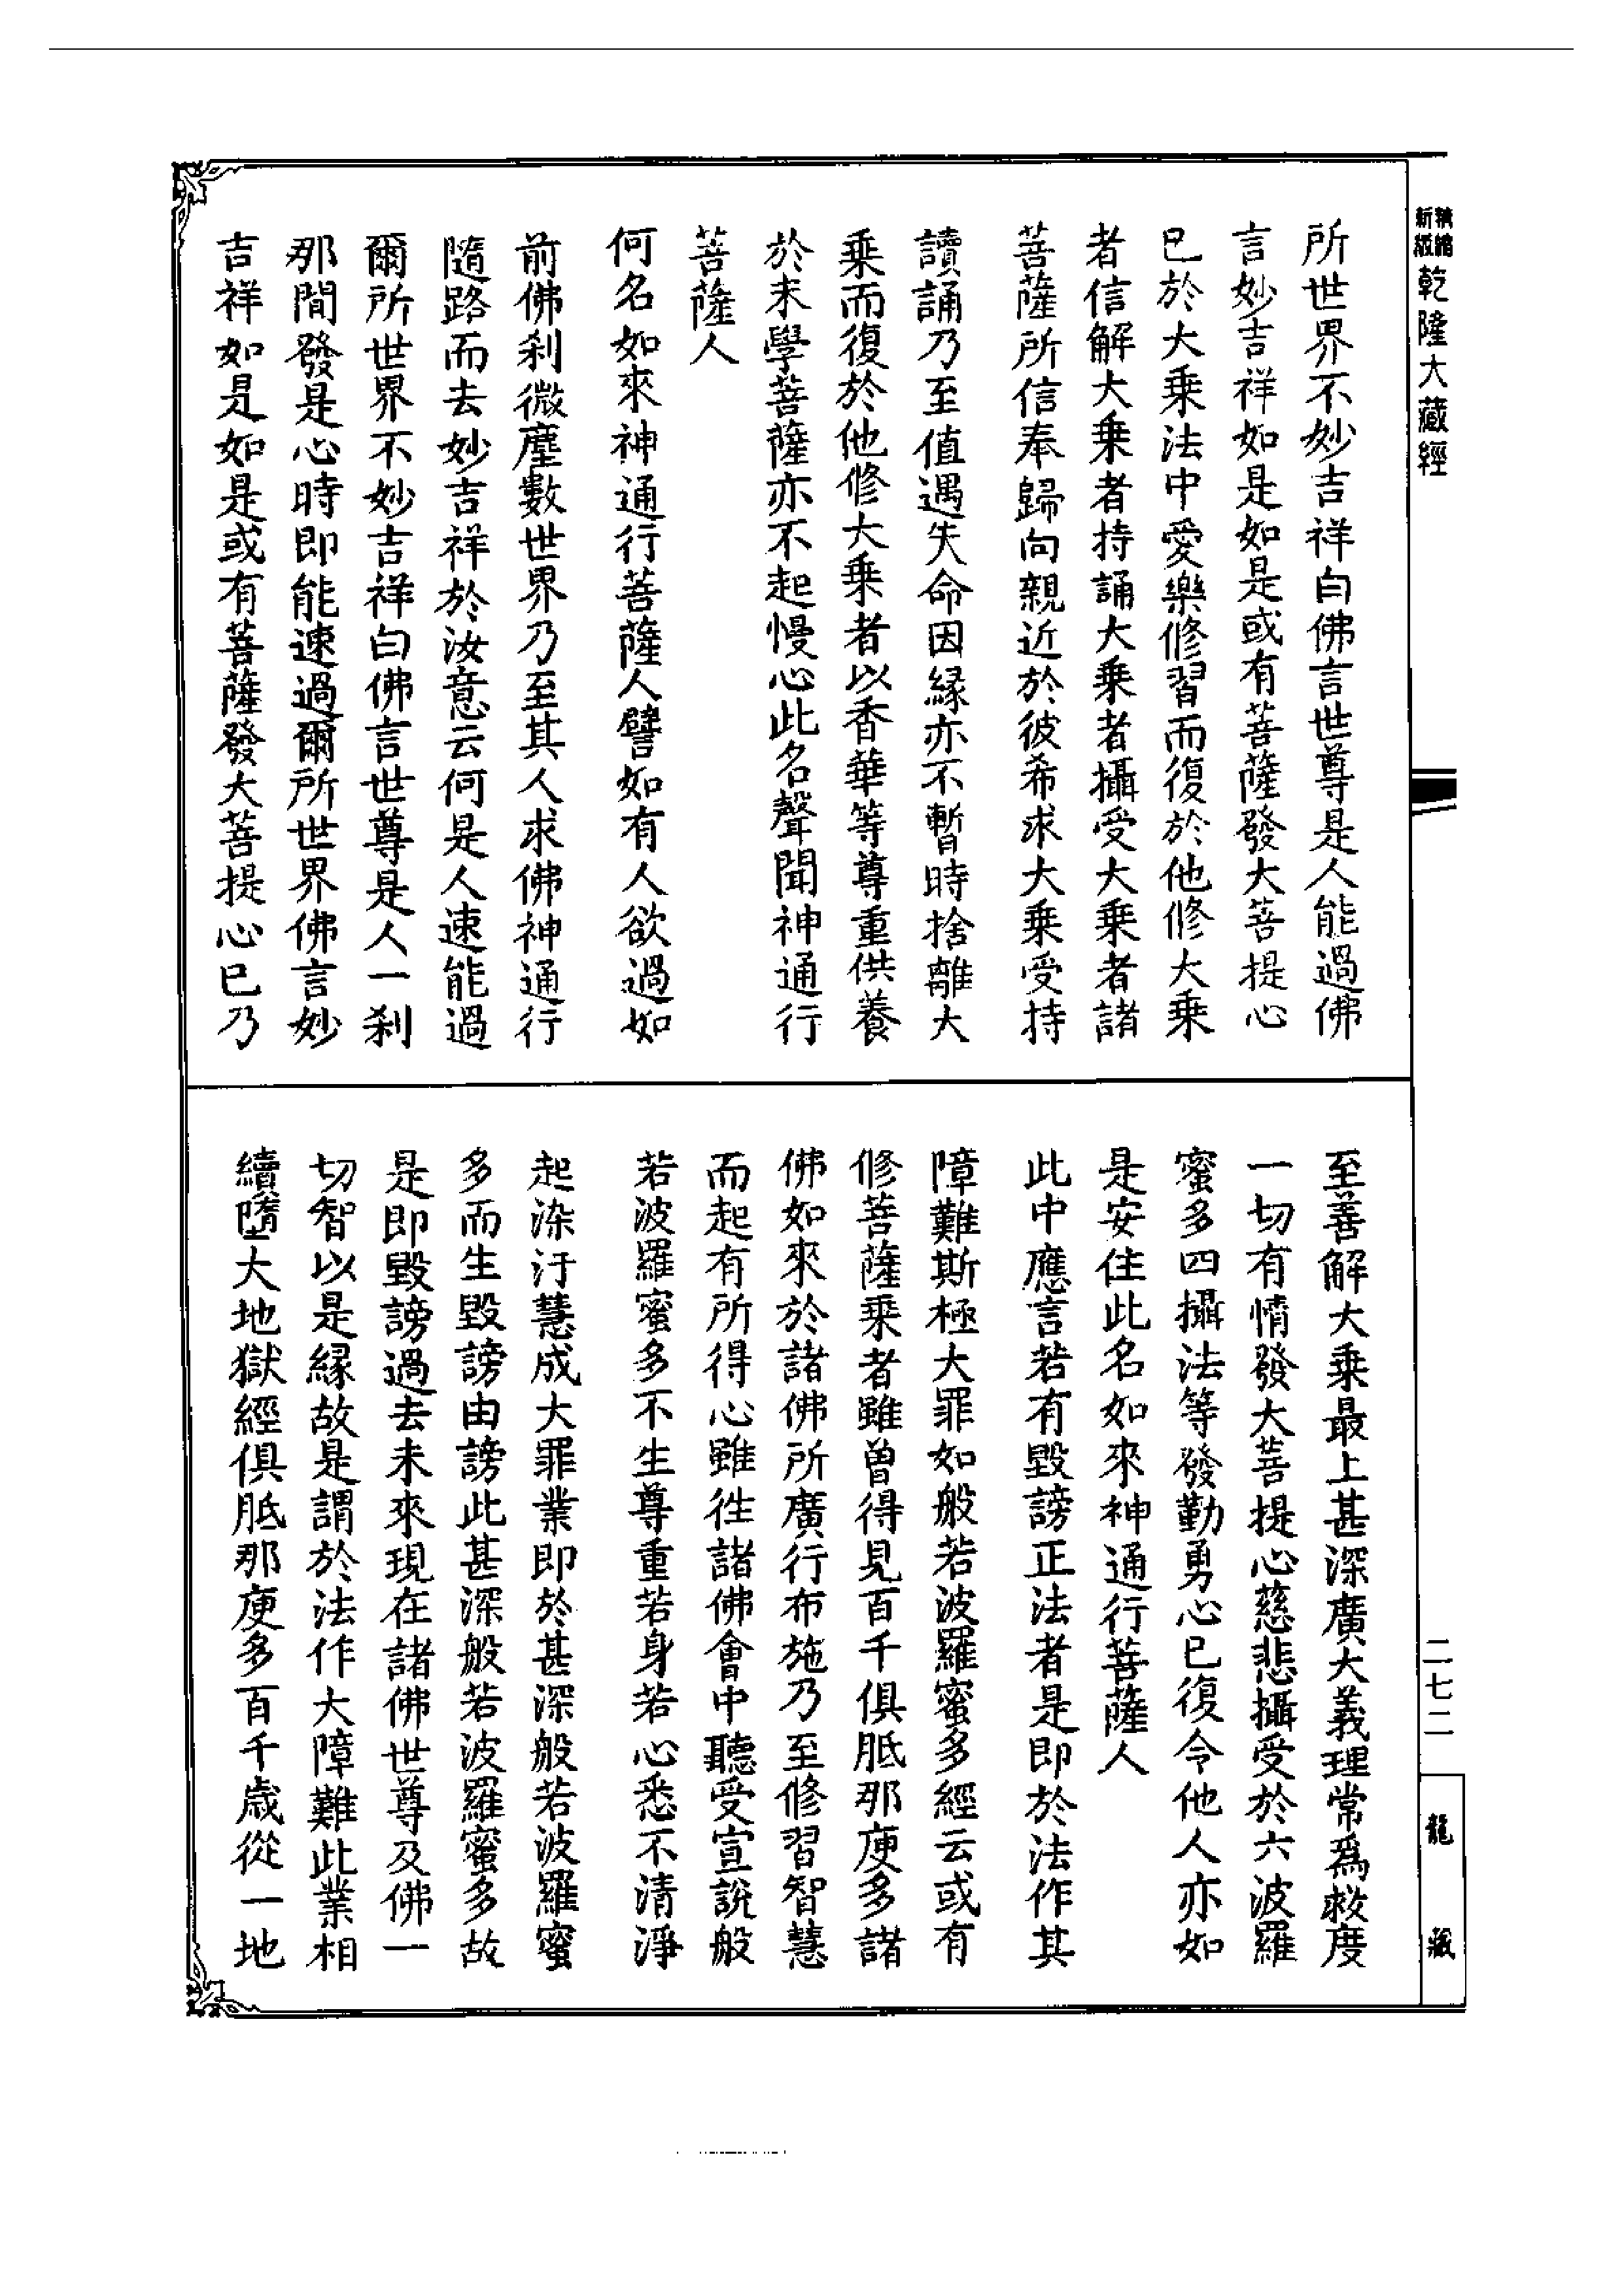 精縮
新版
乾隆大藏經
所世界不妙吉祥白佛言世尊是人能過佛
言妙吉祥如是如是或有菩薩發大菩提心
已於大乘法中愛樂修習而復於他修大乘
者信解大乘者持誦大乘者攝受大乘者諸
菩薩所信奉歸向親近於彼希求大乘受持
讀誦乃至值遇失命因緣亦不暫時捨離大
乘而復於他修大乘者以香華等尊重供養
於末學菩薩亦不起慢心此名聲聞神通行
菩薩人
何名如來神通行菩薩人譬如有人欲過如
前佛刹微塵數世界乃至其人求佛神通行
隨路而去妙吉祥於汝意云何是人速能過
爾所世界不妙吉祥白佛言世尊是人一刹
那間發是心時即能速過爾所世界佛言妙
吉祥如是如是或有菩薩發大菩提心已乃
至善解大乘最上甚深廣大義理常為救度
一切有情發大菩提心慈悲攝受於六波羅
蜜多四攝法等發勤勇心已復令他人亦如
是安住此名如來神通行菩薩人
此中應言若有毀謗正法者是即於法作其
障難斯極大罪如般若波羅蜜多經云或有
修菩薩乘者雖曾得見百千俱胝那庾多諸
佛如來於諸佛所廣行布施乃至修習智慧
而起有所得心雖往諸佛會中聽受宣說般
若波羅蜜多不生尊重若身若心悉不清淨
起染汙慧成大罪業即於甚深般若波羅蜜
多而生毀謗由謗此甚深般若波羅蜜多故
是即毀謗過去未來現在諸佛世尊及佛一
切智以是緣故是謂於法作大障難此業相
續墮大地獄經俱胝那庾多百千歲從一地
二七二
龍藏